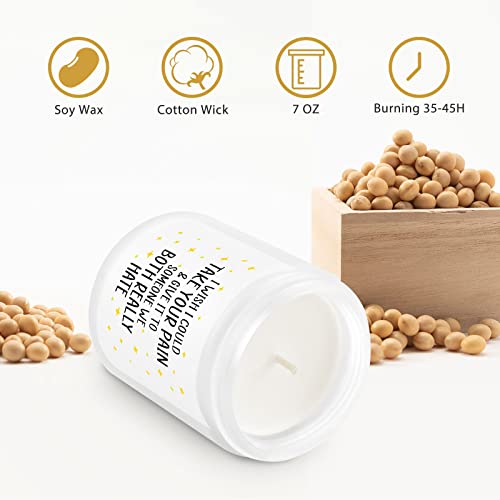 Soy Wax
Cotton Wick
7 OZ
Burning 35-45H
I WISH I COULD
TAKE YOUR PAIN
& GIVE IT TO
SOMEONE WE
BOTH REALLY
HATE